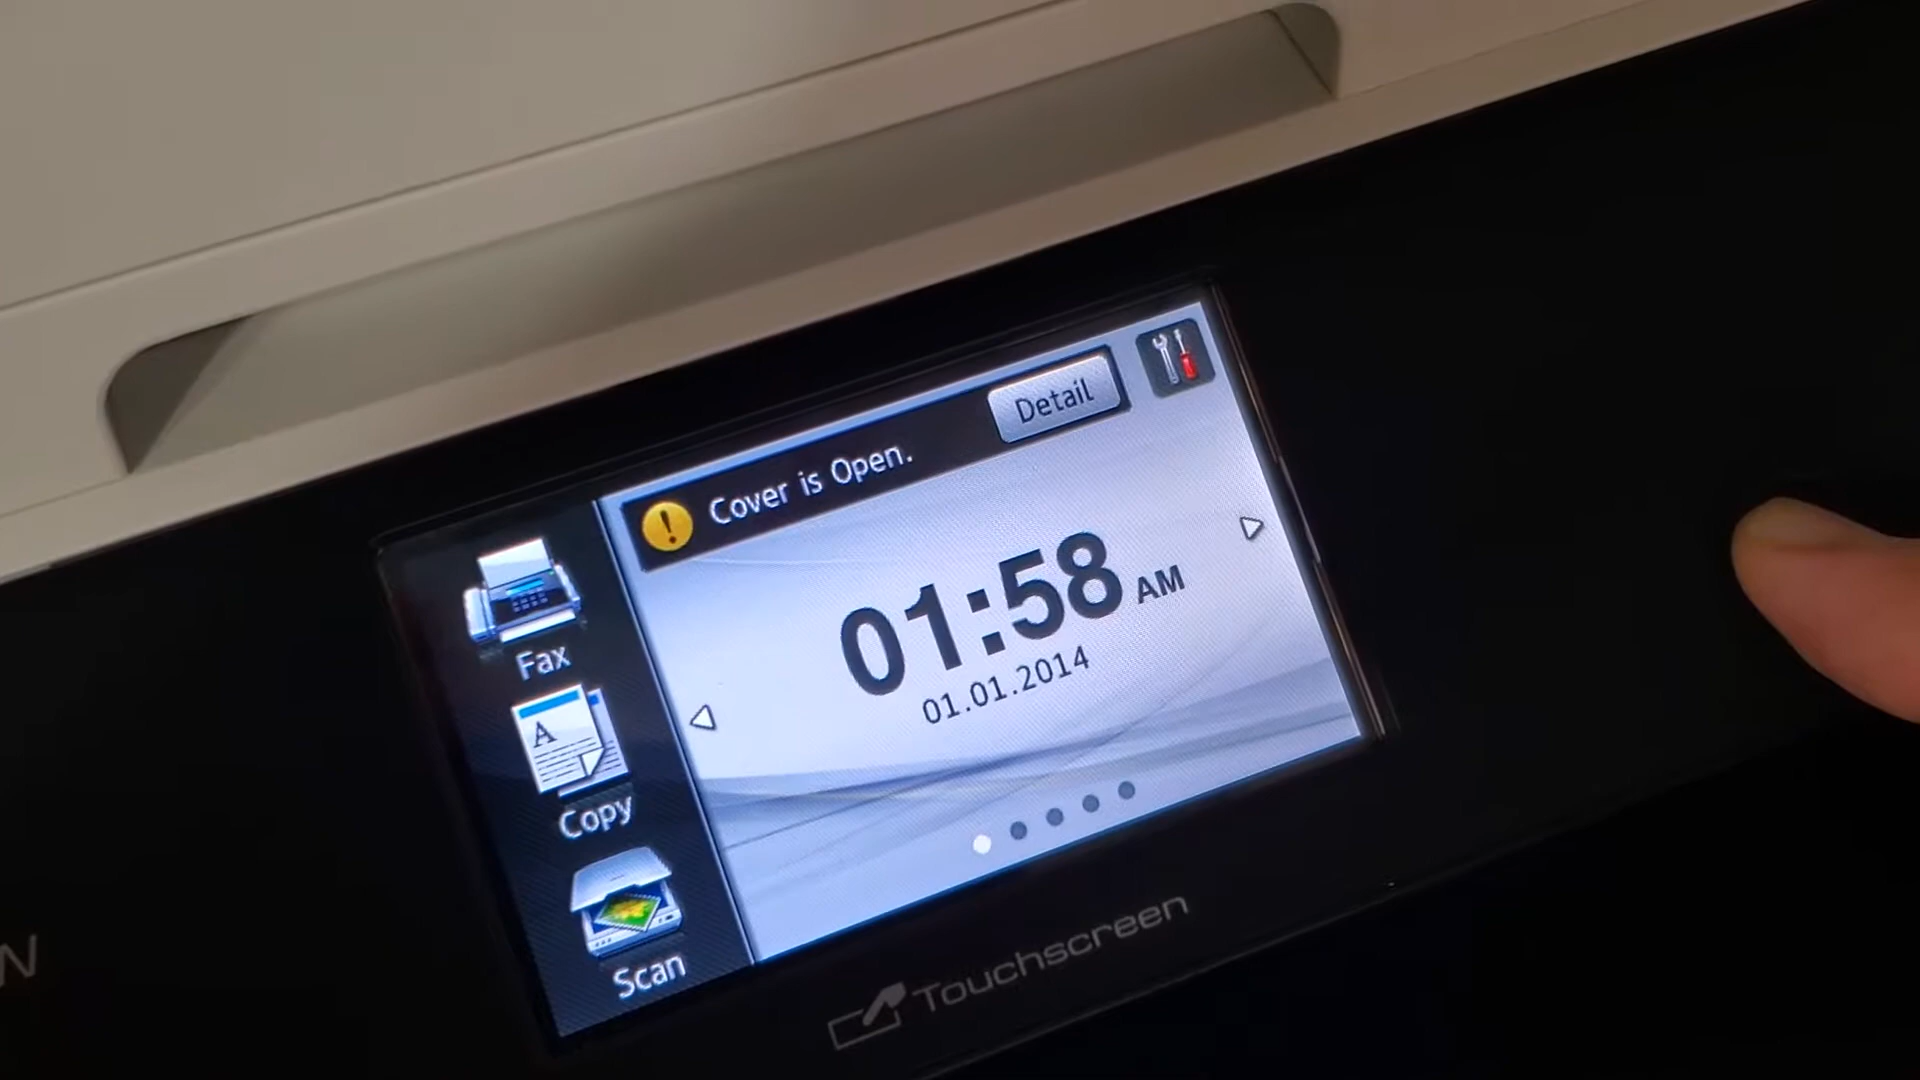 Detail
Cover is Open.
01:58 AM
01.01.2014
Fax
Copy
A
Scan
Touchscreen
N